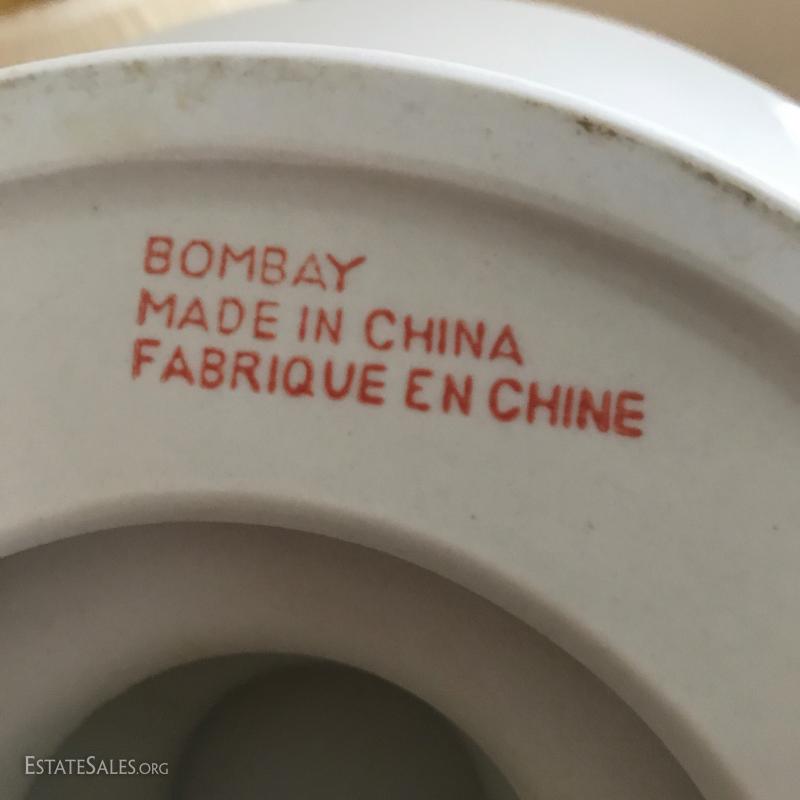 BOMBAY
MADE IN CHINA
FABRIQUE EN CHINE
ESTATESALES.ORG